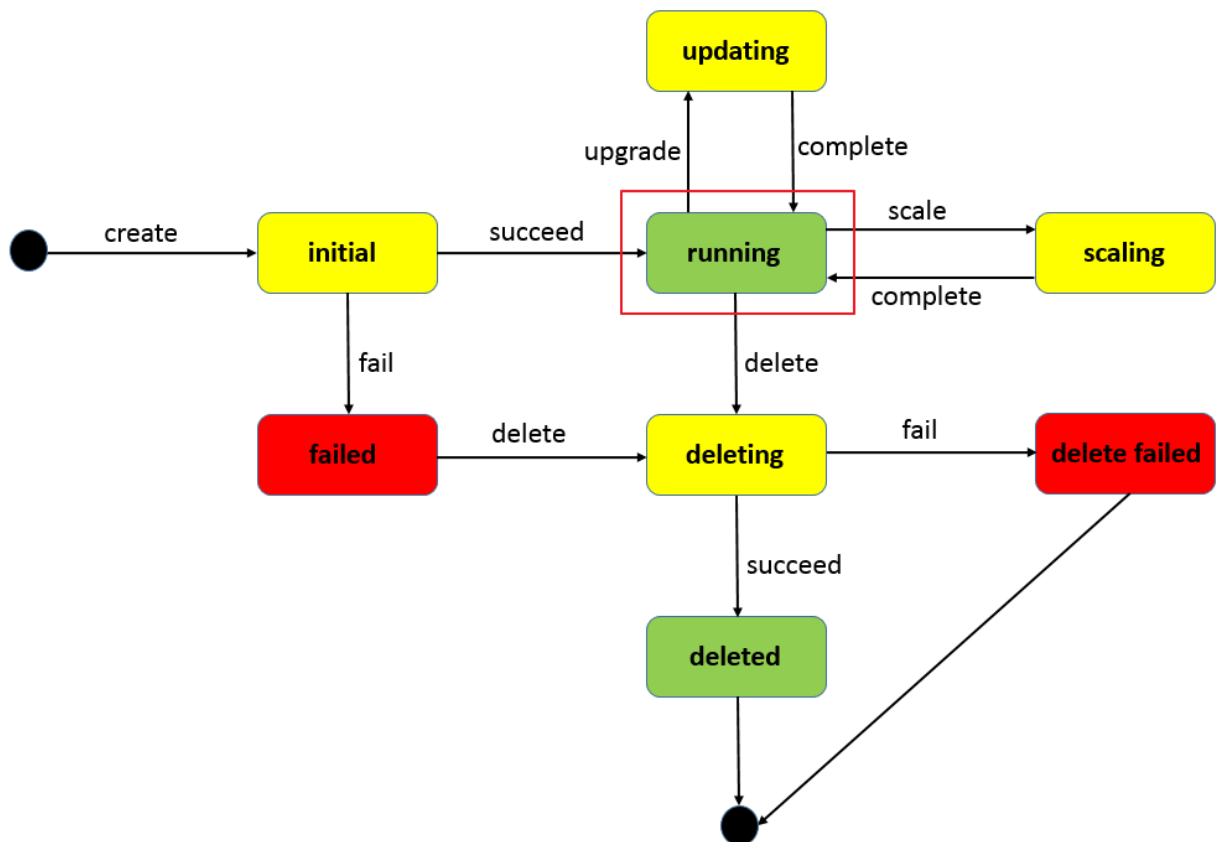 updating
upgrade
complete
create
initial
succeed
running
scale
scaling
complete
fail
delete
failed
delete
deleting
fail
delete failed
succeed
deleted